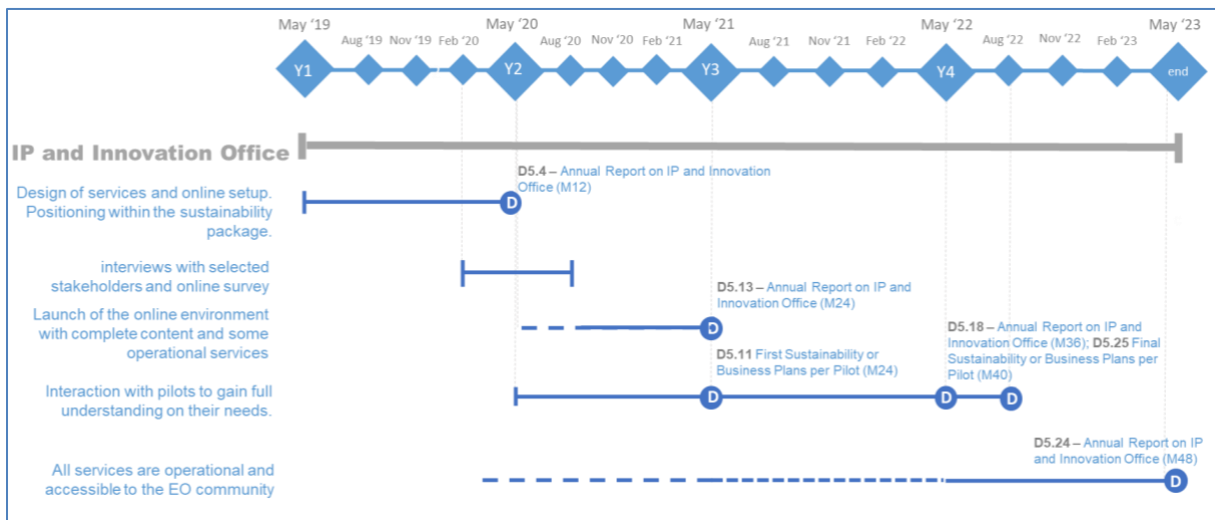 May '19
May '20
May '21
May '22
May '23
Aug '19
Nov '19
Feb '20
Aug '20
Nov '20
Feb '21
Aug '21
Nov '21
Feb '22
Aug '22
Nov '22
Feb '23
Y1
Y2
Y3
Y4
end
IP and Innovation Office
Design of services and online setup.
Positioning within the sustainability
package.
D5.4 – Annual Report on IP and Innovation
Office (M12)
D
interviews with selected
stakeholders and online survey
Launch of the online environment
with complete content and some
operational services
D5.13 – Annual Report on IP and
Innovation Office (M24)
D
Interaction with pilots to gain full
understanding on their needs.
D5.11 First Sustainability or
Business Plans per Pilot (M24)
D5.18 – Annual Report on IP and
Innovation Office (M36); D5.25 Final
Sustainability or Business Plans per
Pilot (M40)
D
D
D
All services are operational and
accessible to the EO community
D5.24 – Annual Report on IP
and Innovation Office (M48)
D